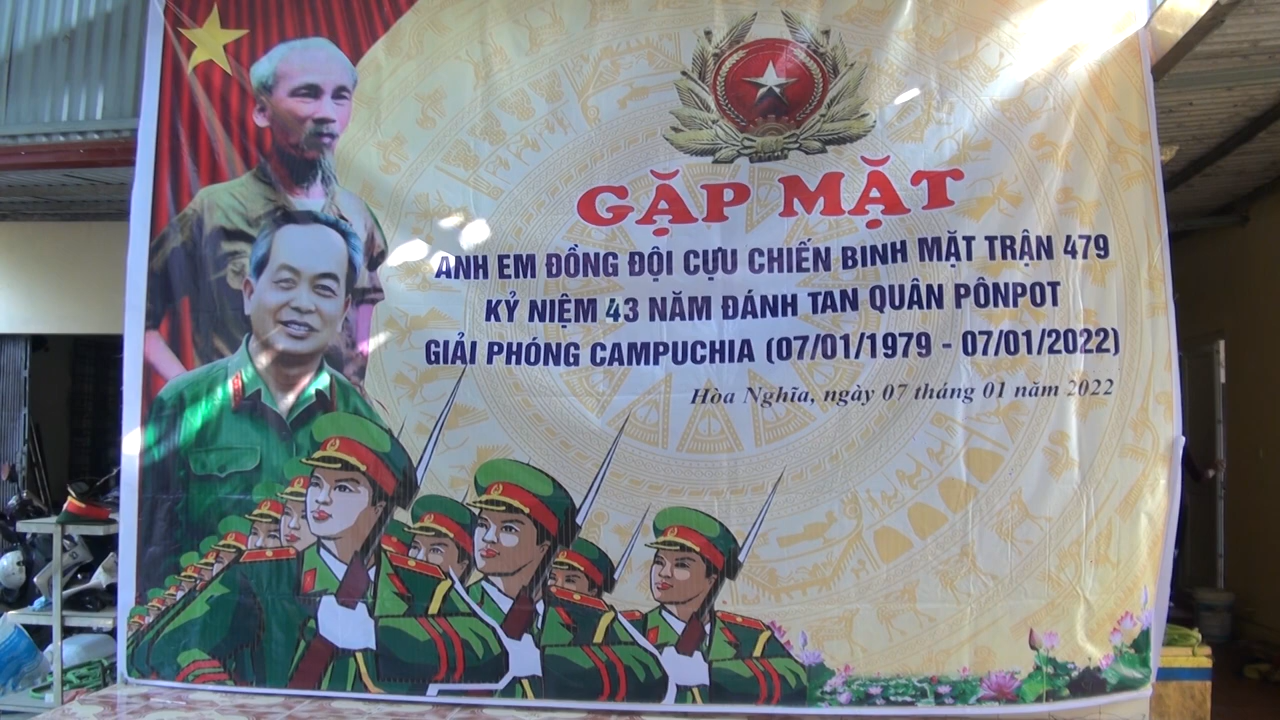 GẶP MẶT
ANH EM ĐỒNG ĐỘI CỰU CHIẾN BINH MẶT TRẬN 479
KỶ NIỆM 43 NĂM ĐÁNH TAN QUÂN PÔNPOT
GIẢI PHÓNG CAMPUCHIA (07/01/1979 - 07/01/2022)
Hòa Nghĩa, ngày 07 tháng 01 năm 2022